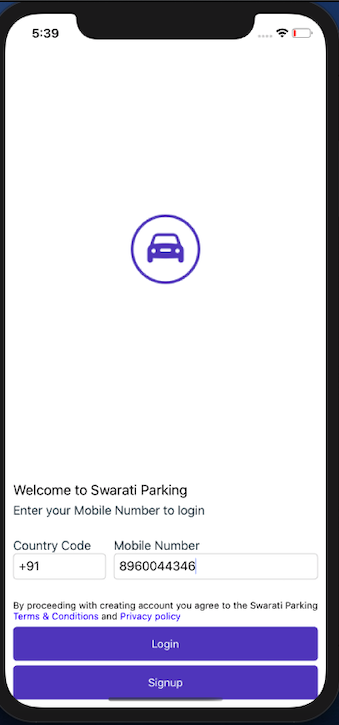 5:39
Welcome to Swarati Parking
Enter your Mobile Number to login
Country Code Mobile Number
+91 8960044346
By proceeding with creating account you agree to the Swarati Parking
Terms & Conditions and Privacy policy
Login
Signup